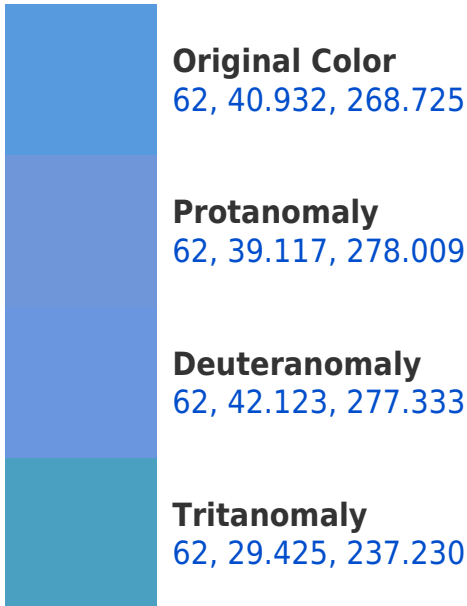 Original Color
62, 40.932, 268.725
Protanomaly
62, 39.117, 278.009
Deuteranomaly
62, 42.123, 277.333
Tritanomaly
62, 29.425, 237.230